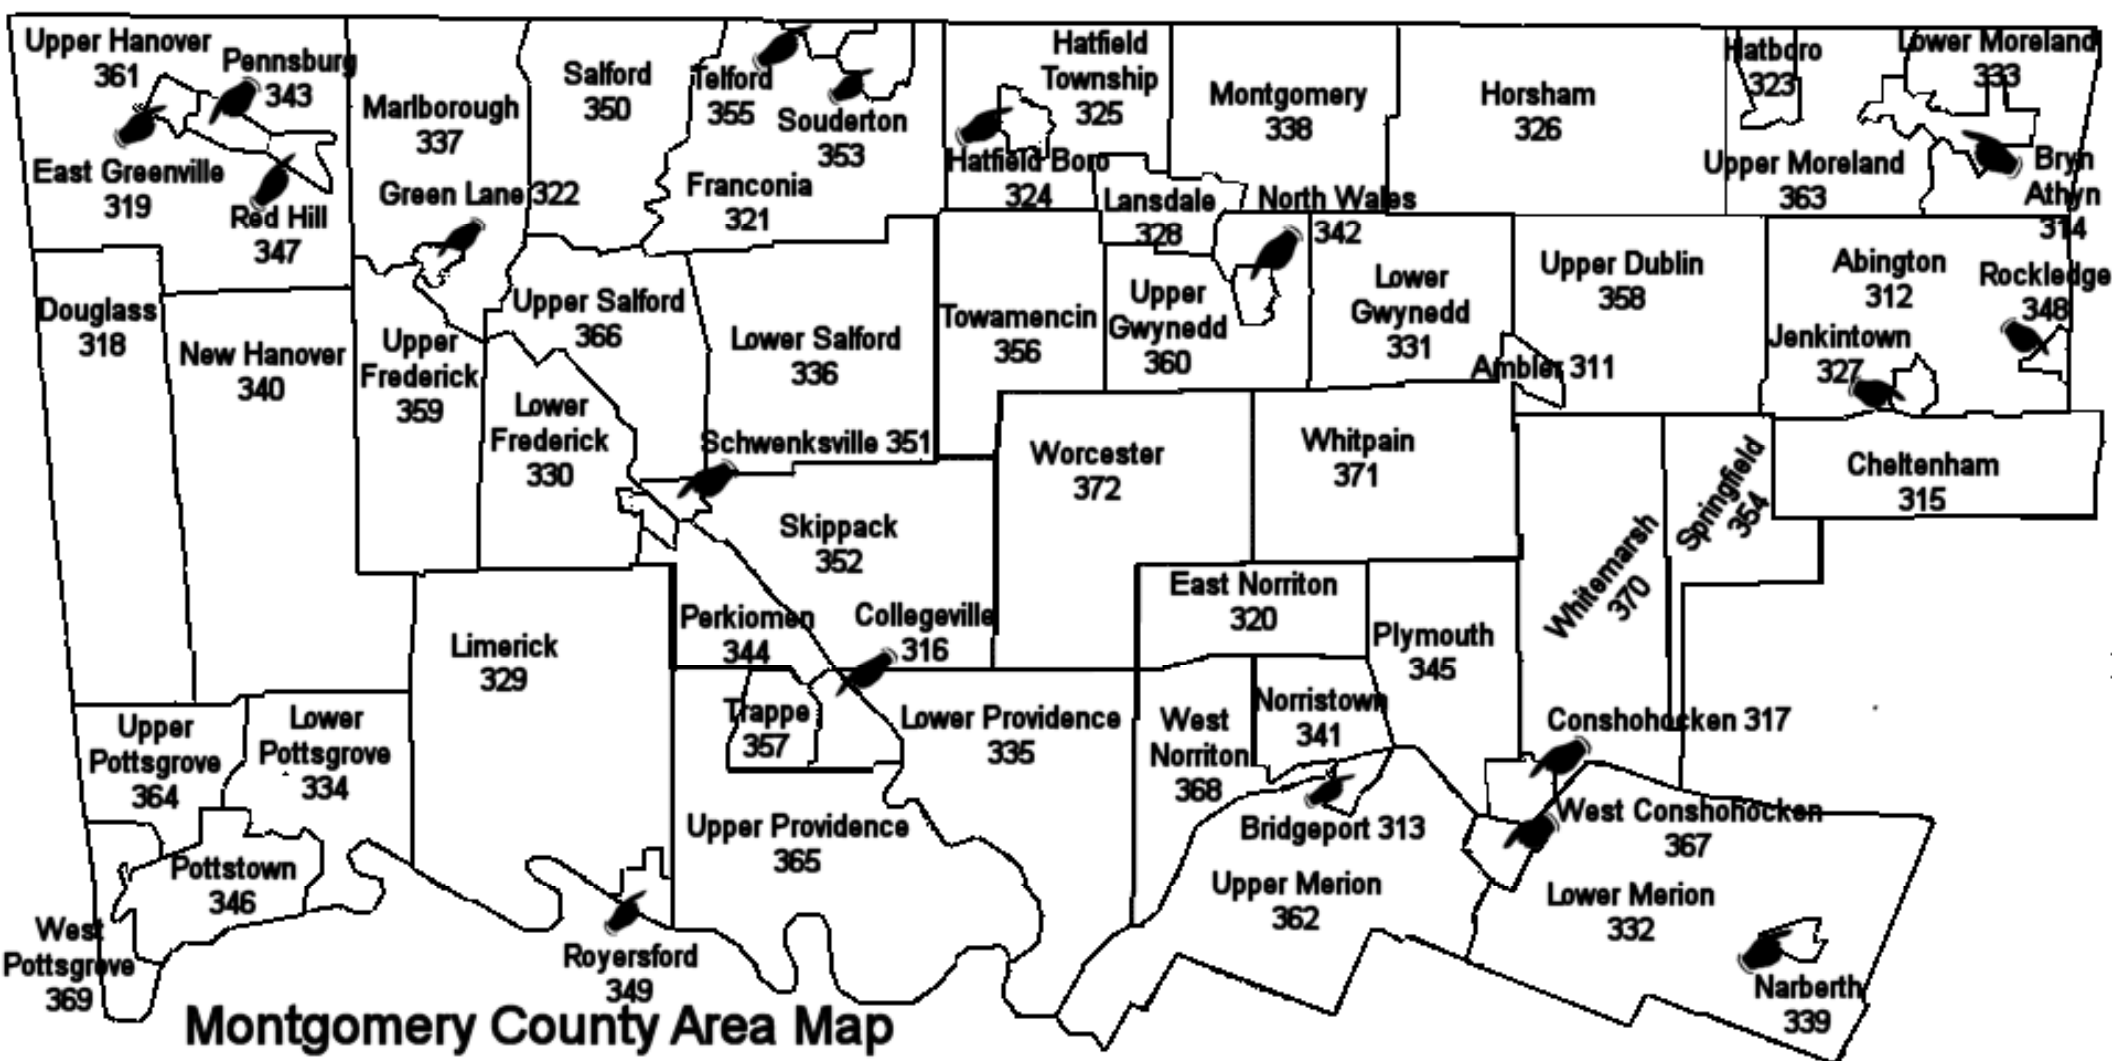 Upper Hanover
361
Pennsburg
343
East Greenville
319
Red Hill
347
Marlborough
337
Green Lane 322
Salford
350
Telford
355
Souderton
353
Franconia
321
Hatfield
Township
325
Hatfield Boro
324
Lansdale
328
Montgomery
338
North Wales
342
Horsham
326
Hatboro
323
Upper Moreland
363
Lower Moreland
333
Bryn
Athyn
314
Douglass
318
New Hanover
340
Upper
Frederick
359
Upper Salford
366
Lower Salford
336
Lower
Frederick
330
Schwenksville 351
Towamencin
356
Upper
Gwynedd
360
Lower
Gwynedd
331
Ambler 311
Upper Dublin
358
Abington
312
Rockledge
348
Jenkintown
327
Cheltenham
315
Worcester
372
Whitpain
371
Springfield
354
Whitemarsh
370
Skippack
352
Perkiomen
344
Collegeville
316
Limerick
329
East Norriton
320
Plymouth
345
Upper
Pottsgrove
364
Lower
Pottsgrove
334
Trappe
357
Lower Providence
335
West
Norriton
368
Norristown
341
Conshohocken 317
Bridgeport 313
West Conshohocken
367
Upper Providence
365
Pottstown
346
West
Pottsgrove
369
Royersford
349
Upper Merion
362
Lower Merion
332
Narberth
339
Montgomery County Area Map